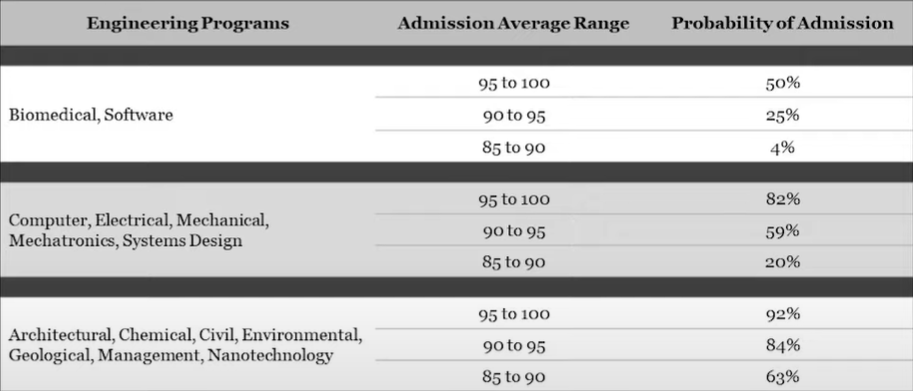 Engineering Programs Admission Average Range Probability of Admission
95 to 100 50%
Biomedical, Software 90 to 95 25%
85 to 90 4%
95 to 100 82%
Computer, Electrical, Mechanical,
Mechatronics, Systems Design 90 to 95 59%
85 to 90 20%
95 to 100 92%
Architectural, Chemical, Civil, Environmental,
Geological, Management, Nanotechnology 90 to 95 84%
85 to 90 63%